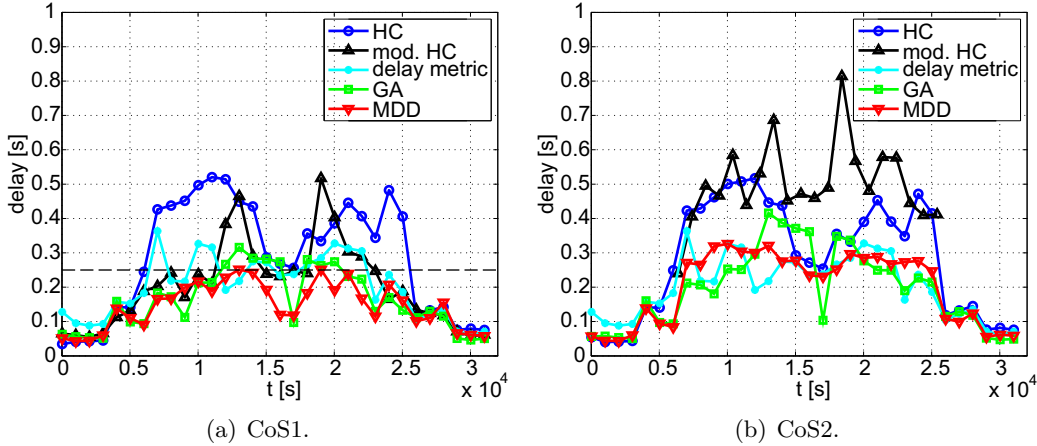 1
0.9
0.8
0.7
0.6
0.5
0.4
0.3
0.2
0.1
0
delay [s]
HC
mod. HC
delay metric
GA
MDD
0 0.5 1 1.5 2 2.5 3
x 10^4
t [s]
(a) CoS1.
1
0.9
0.8
0.7
0.6
0.5
0.4
0.3
0.2
0.1
0
delay [s]
HC
mod. HC
delay metric
GA
MDD
0 0.5 1 1.5 2 2.5 3
x 10^4
t [s]
(b) CoS2.